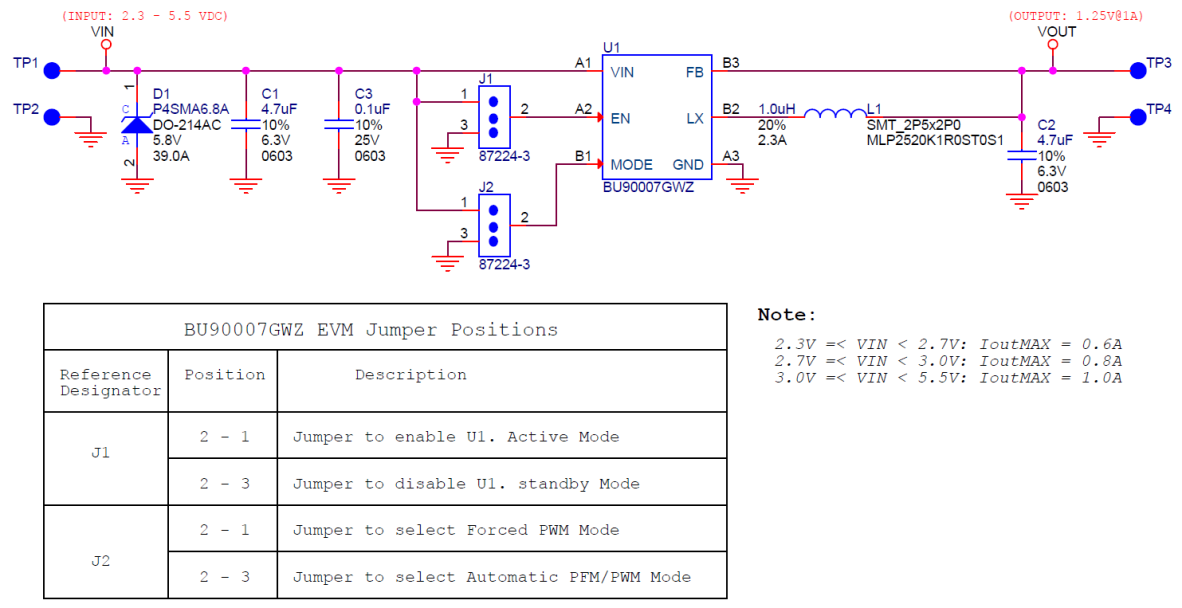 (INPUT: 2.3 - 5.5 VDC)
VIN
(OUTPUT: 1.25V@1A)
VOUT
TP1
TP2
1
D1
P4SMA6.8A
DO-214AC
5.8V
39.0A
C
A
2
C1
4.7uF
10%
6.3V
0603
C3
0.1uF
10%
25V
0603
J1
1
2
3
87224-3
J2
1
2
3
87224-3
U1
A1
VIN
A2
EN
B1
MODE
FB
B3
LX
B2
GND
A3
BU90007GWZ
1.0uH
20%
2.3A
L1
SMT_2P5x2P0
MLP2520K1R0ST0S1
C2
4.7uF
10%
6.3V
0603
TP3
TP4
BU90007GWZ EVM Jumper Positions
Reference
Designator
Position
Description
J1
2 - 1
Jumper to enable U1. Active Mode
2 - 3
Jumper to disable U1. standby Mode
J2
2 - 1
Jumper to select Forced PWM Mode
2 - 3
Jumper to select Automatic PFM/PWM Mode
Note:
2.3V =< VIN < 2.7V: IoutMAX = 0.6A
2.7V =< VIN < 3.0V: IoutMAX = 0.8A
3.0V =< VIN < 5.5V: IoutMAX = 1.0A